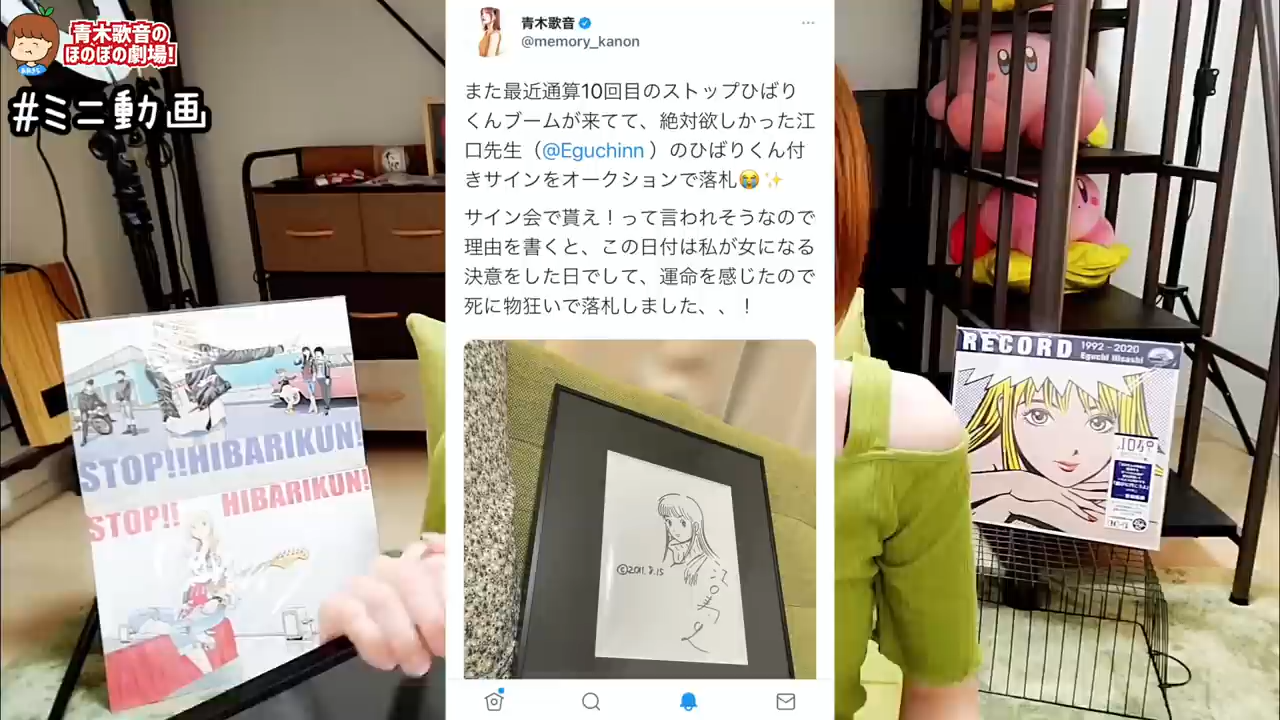 青木歌音の
ほのぼの劇場!
#ミニ動画
青木歌音
@memory_kanon
また最近通算10回目のストップひばり
くんブームが来てて、絶対欲しかった江
口先生（@Eguchinn ）のひばりくん付
きサインをオークションで落札😭✨
サイン会で貰え！って言われそうなので
理由を書くと、この日付は私が女になる
決意をした日でして、運命を感じたので
死に物狂いで落札しました、、！
©2011.8.15
STOP!!HIBARIKUN!
STOP!! HIBARIKUN!
RECORD 1992-2020
Eguchi Hisashi